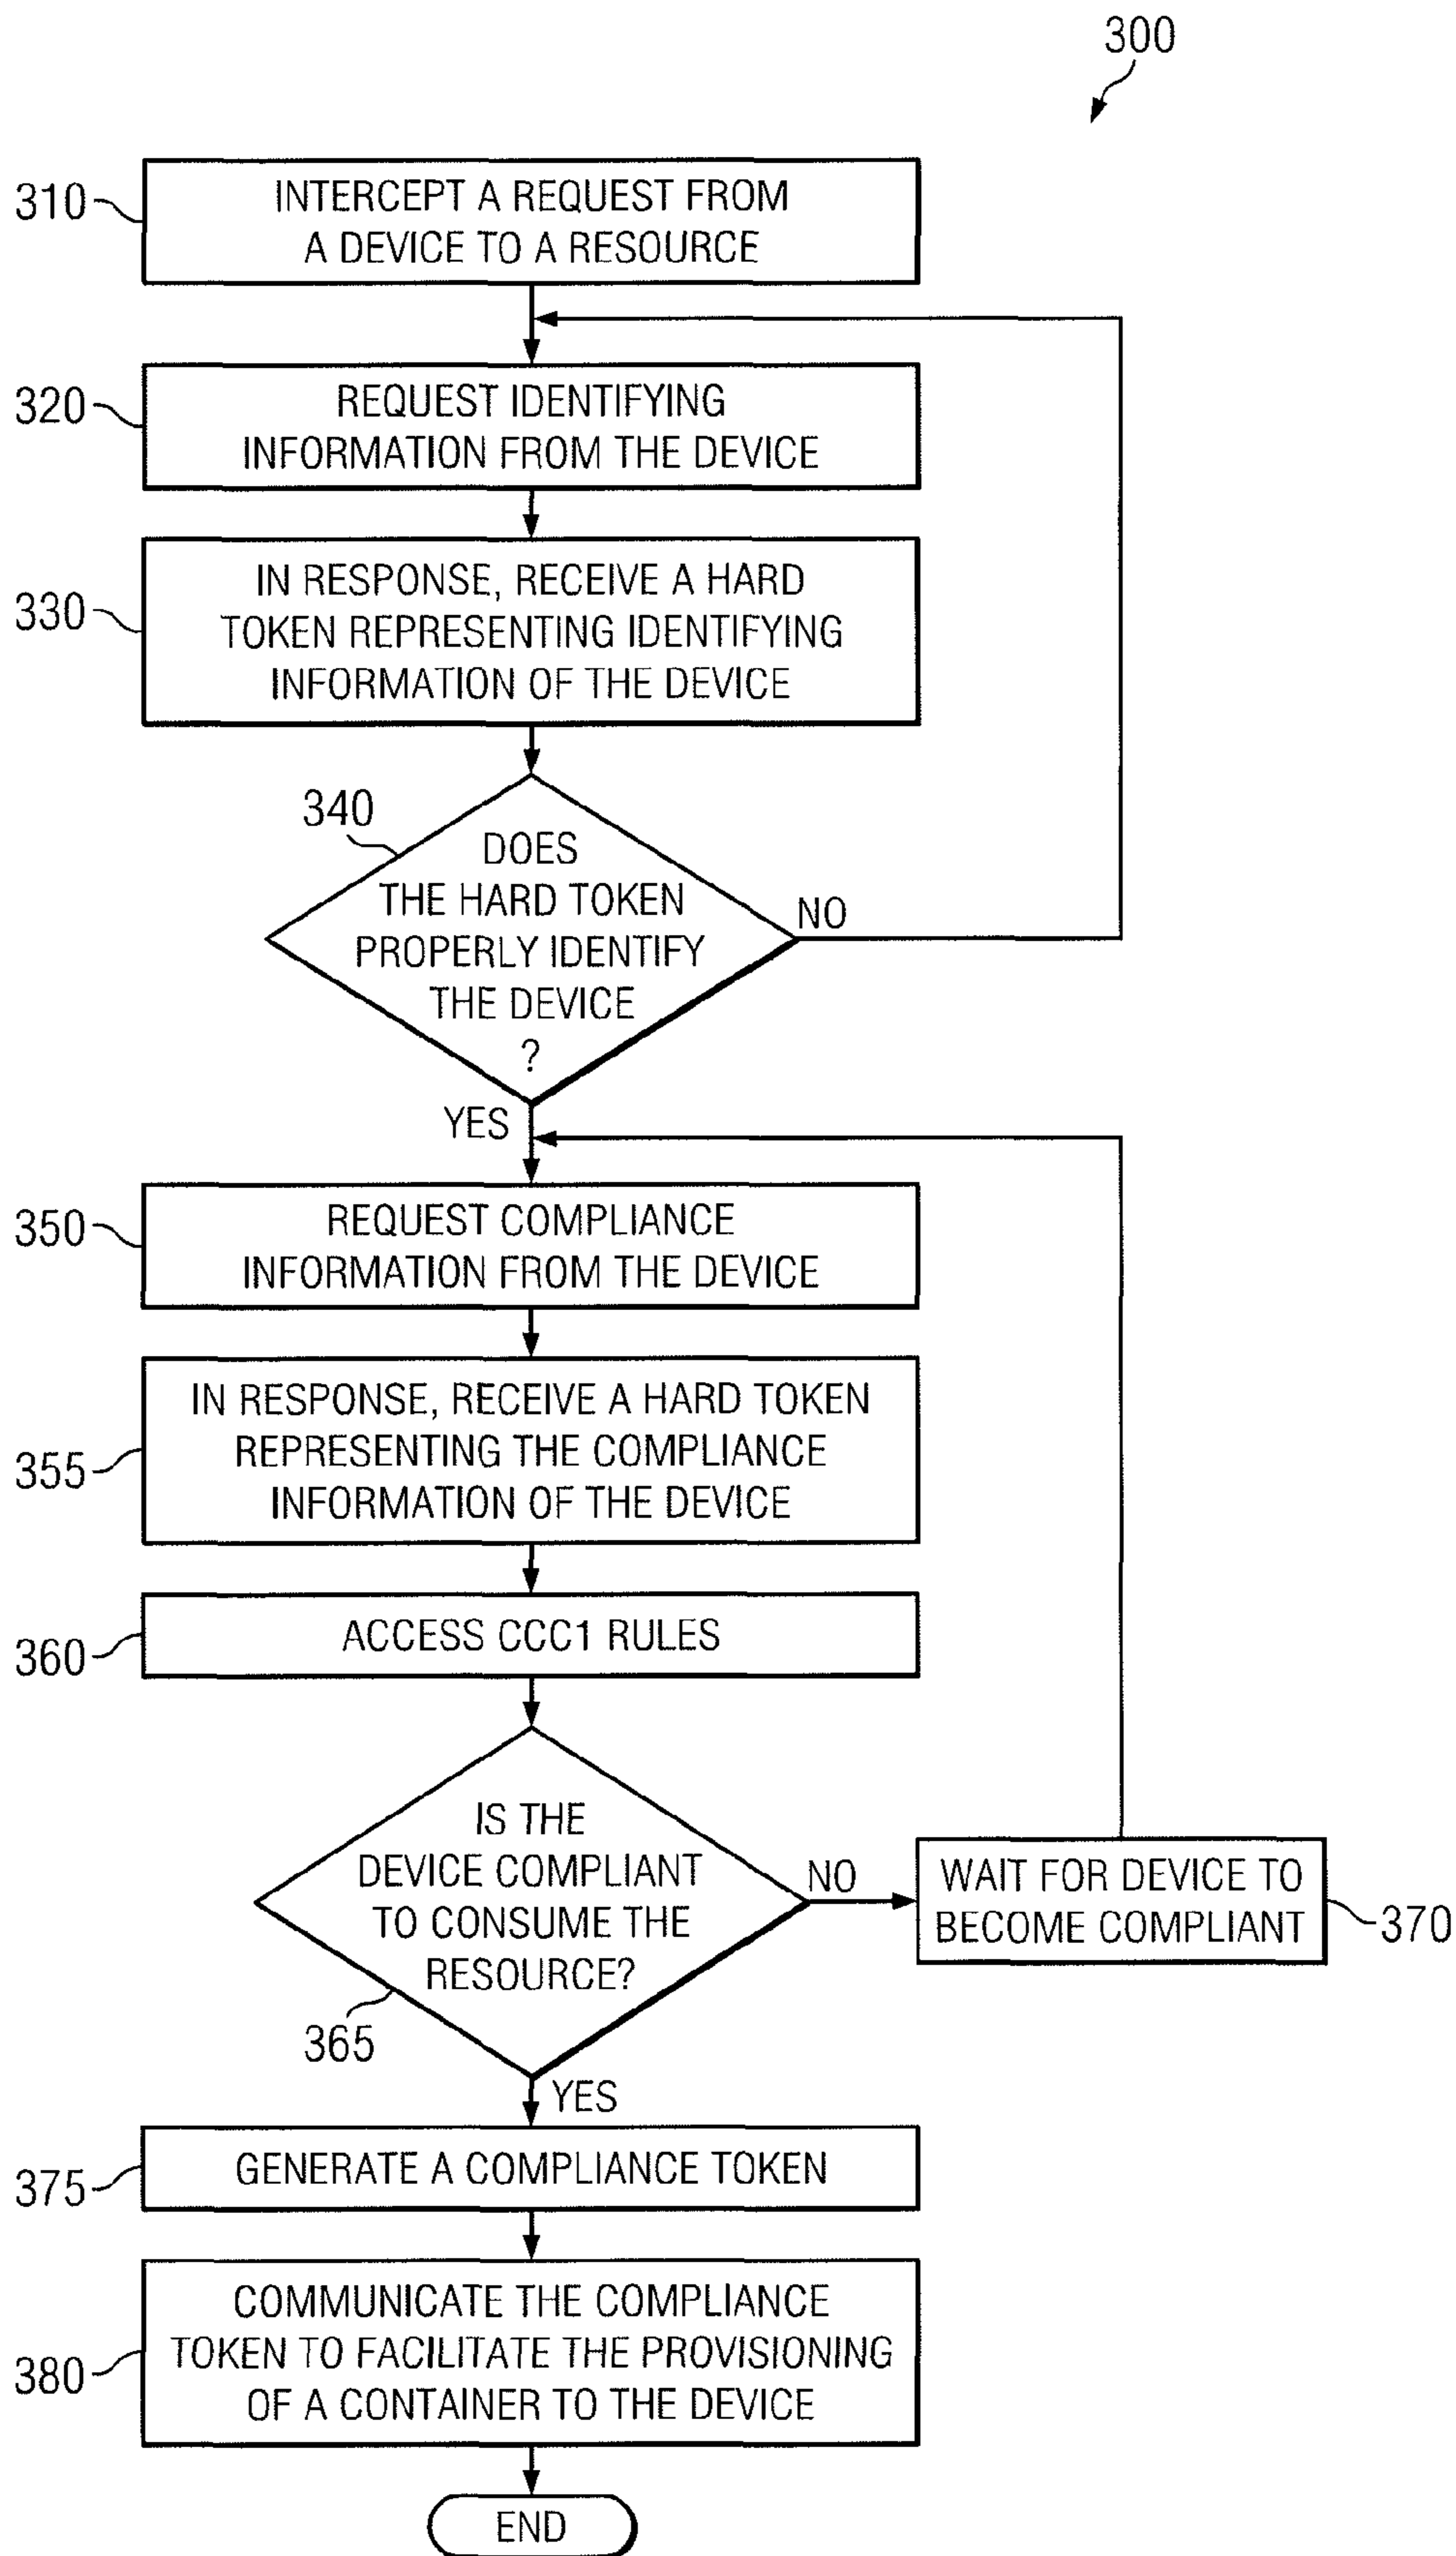 300
310
INTERCEPT A REQUEST FROM
A DEVICE TO A RESOURCE
320
REQUEST IDENTIFYING
INFORMATION FROM THE DEVICE
330
IN RESPONSE, RECEIVE A HARD
TOKEN REPRESENTING IDENTIFYING
INFORMATION OF THE DEVICE
340
DOES
THE HARD TOKEN
PROPERLY IDENTIFY
THE DEVICE
?
NO
YES
350
REQUEST COMPLIANCE
INFORMATION FROM THE DEVICE
355
IN RESPONSE, RECEIVE A HARD TOKEN
REPRESENTING THE COMPLIANCE
INFORMATION OF THE DEVICE
360
ACCESS CCC1 RULES
IS THE
DEVICE COMPLIANT
TO CONSUME THE
RESOURCE?
365
NO
WAIT FOR DEVICE TO
BECOME COMPLIANT
370
YES
375
GENERATE A COMPLIANCE TOKEN
380
COMMUNICATE THE COMPLIANCE
TOKEN TO FACILITATE THE PROVISIONING
OF A CONTAINER TO THE DEVICE
END